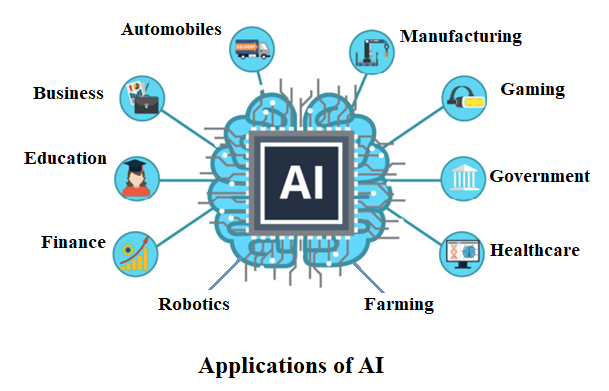 Automobiles
Manufacturing
Business
Gaming
Education
AI
Government
Finance
Healthcare
Robotics
Farming
Applications of AI